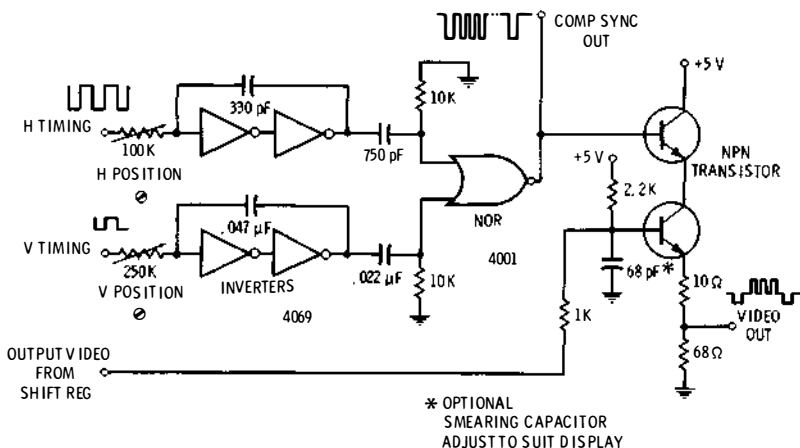 COMP SYNC
OUT
+5 V
330 pF
10K
H TIMING
100K
H POSITION
750 pF
NPN
TRANSISTOR
+5 V
2.2K
NOR
4001
.047 µF
V TIMING
250K
V POSITION
INVERTERS
4069
.022 µF
10K
68 pF*
10Ω
1K
VIDEO
OUT
68Ω
OUTPUT VIDEO
FROM
SHIFT REG
* OPTIONAL
SMEARING CAPACITOR
ADJUST TO SUIT DISPLAY